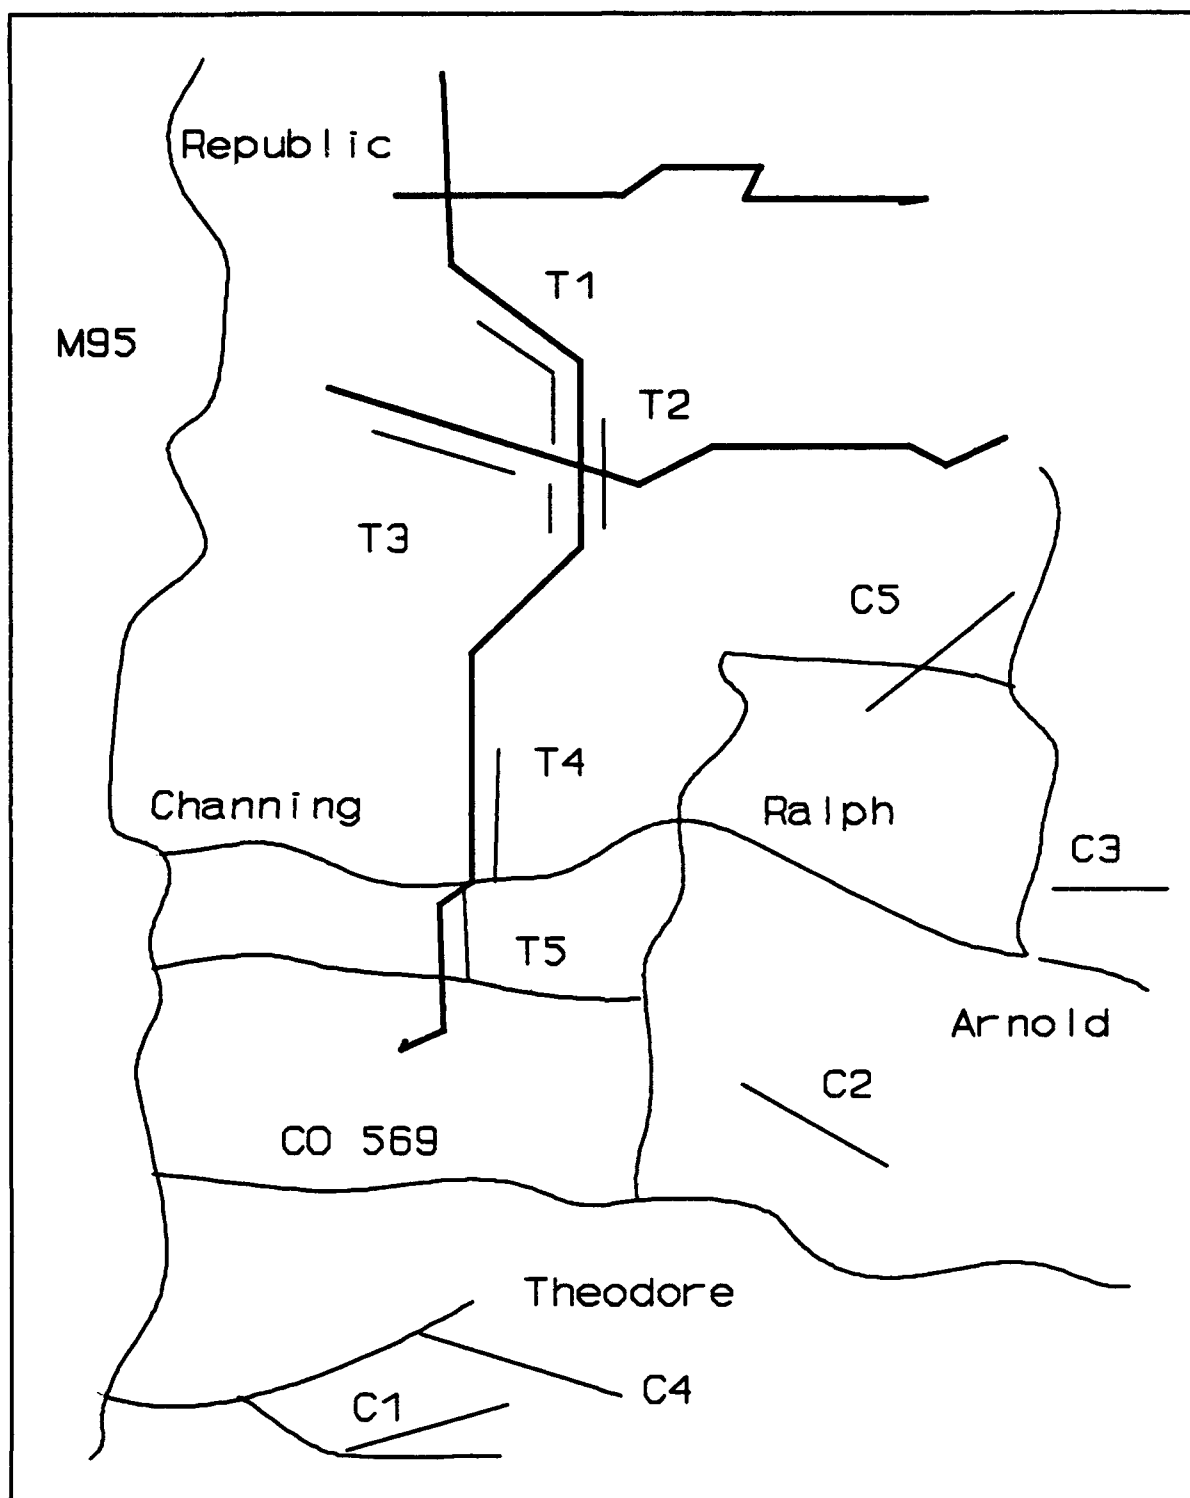 Republic
T1
M95
T2
T3
C5
T4
Channing
Ralph
C3
T5
Arnold
C2
CO 569
Theodore
C4
C1